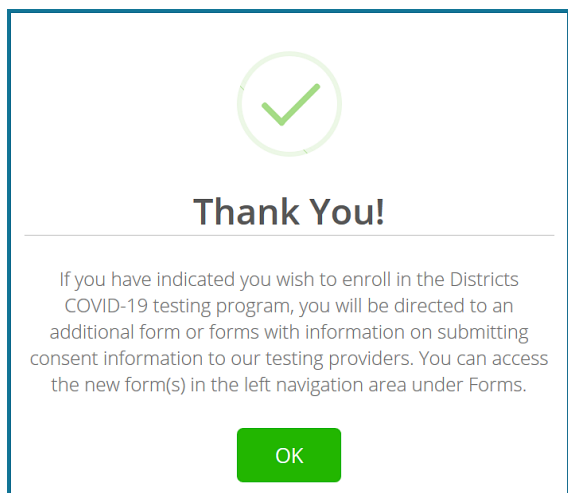 Thank You!
If you have indicated you wish to enroll in the Districts
COVID-19 testing program, you will be directed to an
additional form or forms with information on submitting
consent information to our testing providers. You can access
the new form(s) in the left navigation area under Forms.
OK